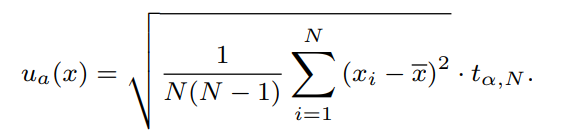 $u_a(x) = \sqrt{\frac{1}{N(N-1)} \sum_{i=1}^{N} (x_i - \overline{x})^2} \cdot t_{\alpha,N}.$